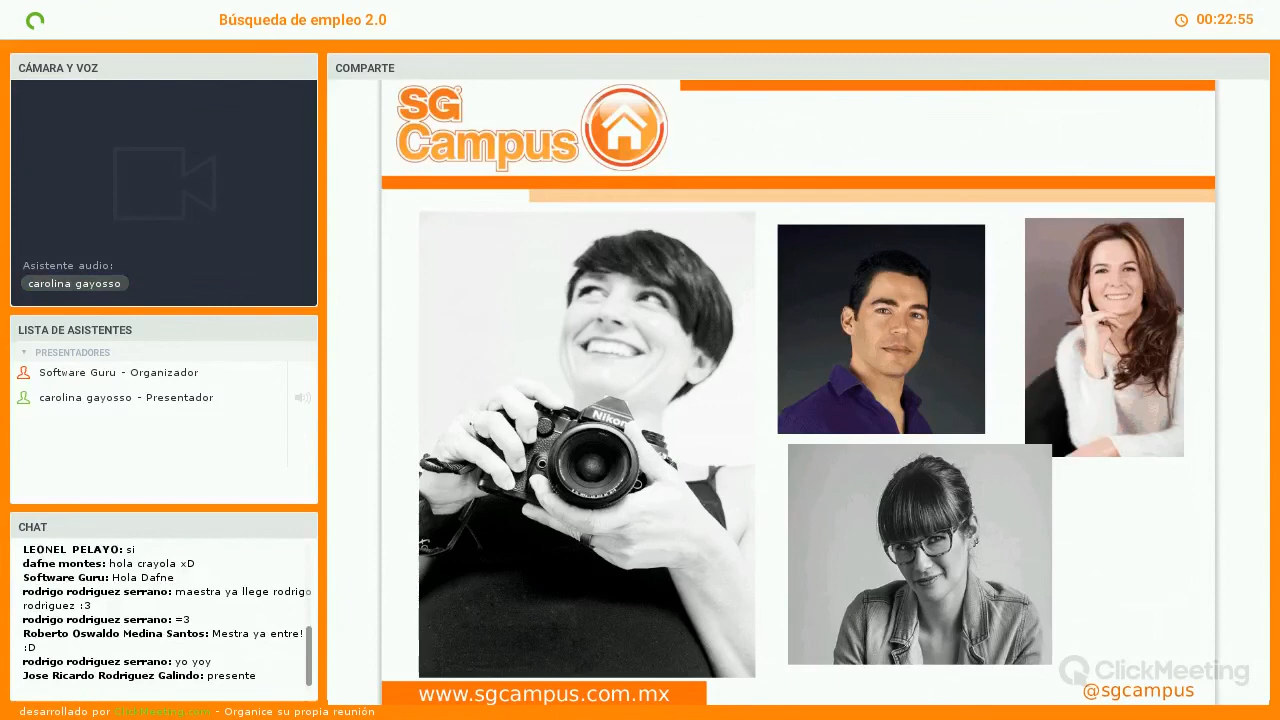 Búsqueda de empleo 2.0
00:22:55
CÁMARA Y VOZ
Asistente audio:
carolina gayosso
LISTA DE ASISTENTES
PRESENTADORES
Software Guru - Organizador
carolina gayosso - Presentador
CHAT
LEONEL PELAYO: si
dafne montes: hola crayola xD
Software Guru: Hola Dafne
rodrigo rodriguez serrano: maestra ya llege rodrigo
rodriguez :3
rodrigo rodriguez serrano: =3
Roberto Oswaldo Medina Santos: Mestra ya entre!
:D
rodrigo rodriguez serrano: yo yoy
Jose Ricardo Rodriguez Galindo: presente
desarrollado por ClickMeeting.com - Organice su propia reunión
COMPARTE
SG
Campus
Nikon
www.sgcampus.com.mx
ClickMeeting
@sgcampus